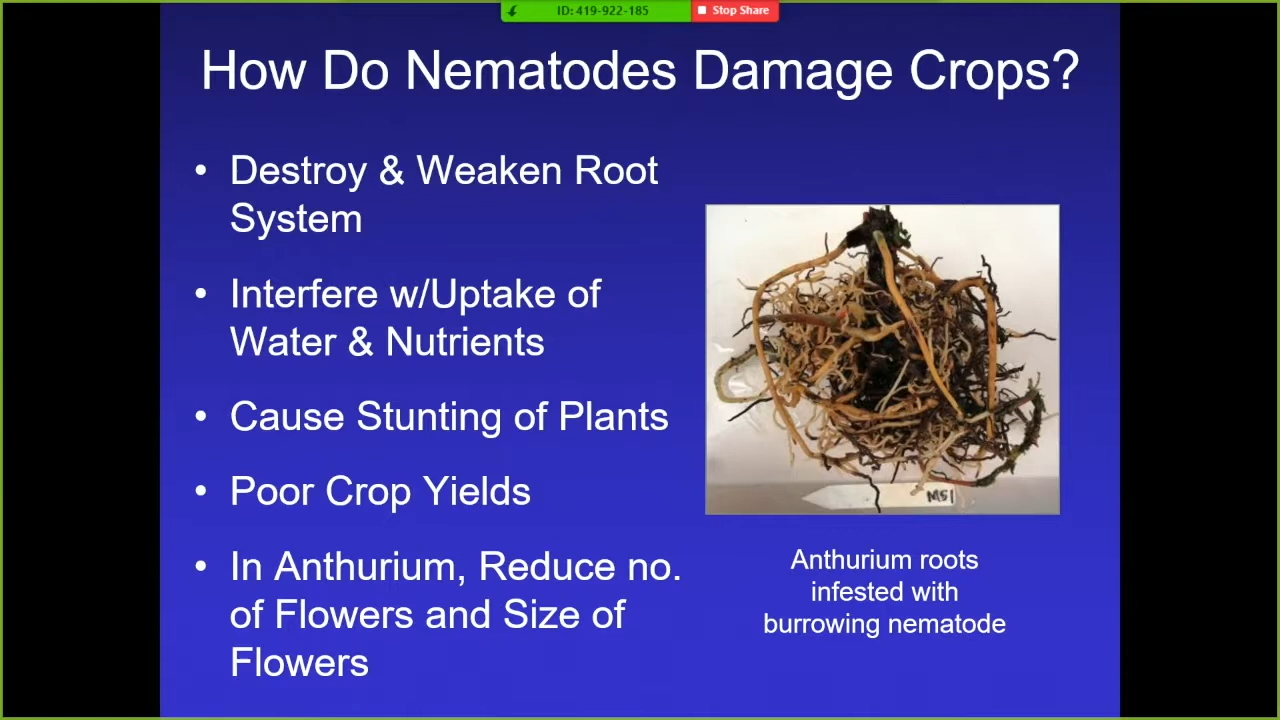 ID: 419-922-185
Stop Share
How Do Nematodes Damage Crops?
• Destroy & Weaken Root
System
• Interfere w/Uptake of
Water & Nutrients
• Cause Stunting of Plants
• Poor Crop Yields
• In Anthurium, Reduce no.
of Flowers and Size of
Flowers
MS1
Anthurium roots
infested with
burrowing nematode